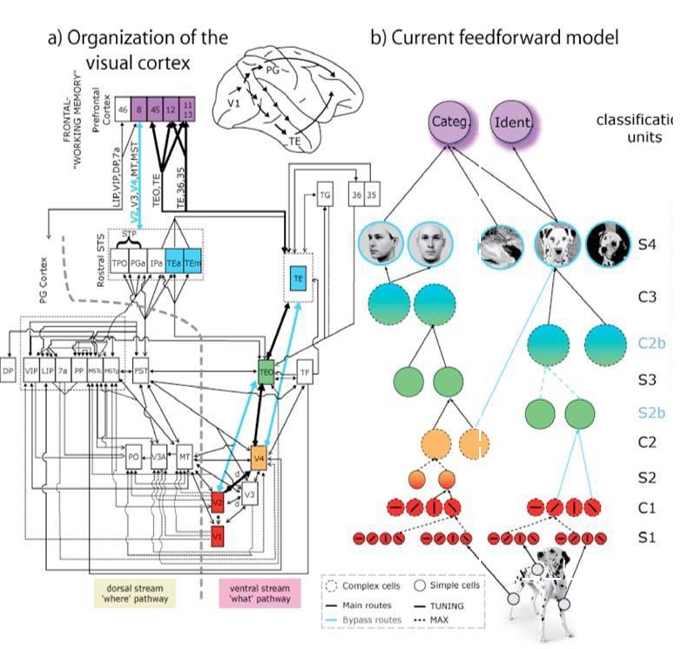 a) Organization of the
visual cortex
b) Current feedforward model
FRONTAL-
"WORKING MEMORY"
Prefrontal
Cortex
46 8 45 12 11
13
LIP,VIP,DP,7a
V2,V3,V4,MT,MST
TEO,TE
TE,36,35
PG
V1
TE
TG 36 35
PG Cortex
Rostral STS
STP
TPO PGa IPa TEa TEm
TE
DP VIP LIP 7a PP FST TEO TF
PO V3A MT V4
d
V2 V3
d
V1
dorsal stream
'where' pathway
ventral stream
'what' pathway
Categ. Ident.
classificatio
units
S4
C3
C2b
S3
S2b
C2
S2
C1
S1
Complex cells Simple cells
Main routes TUNING
Bypass routes MAX